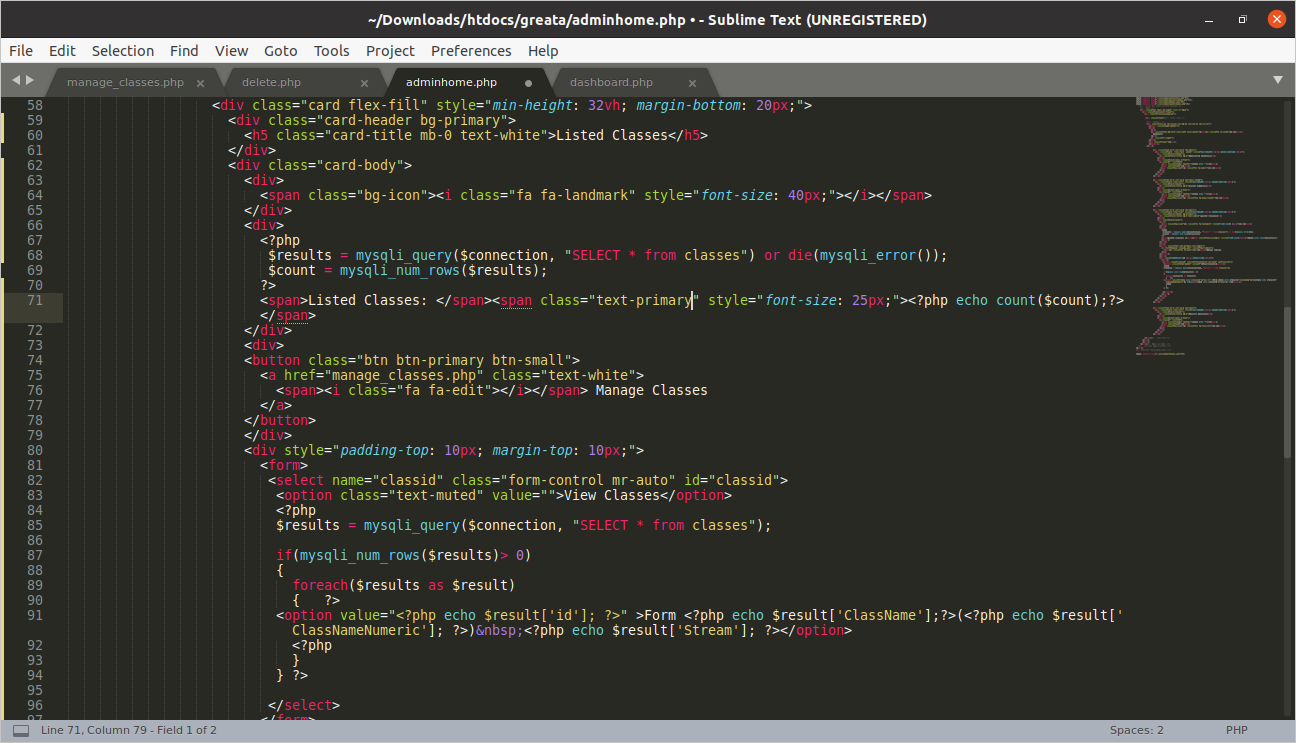 ~/Downloads/htdocs/greata/adminhome.php • - Sublime Text (UNREGISTERED)
File Edit Selection Find View Goto Tools Project Preferences Help
manage_classes.php × delete.php × adminhome.php dashboard.php ×
58 <div class="card flex-fill" style="min-height: 32vh; margin-bottom: 20px;">
59 <div class="card-header bg-primary">
60 <h5 class="card-title mb-0 text-white">Listed Classes</h5>
61 </div>
62 <div class="card-body">
63 <div>
64 <span class="bg-icon"><i class="fa fa-landmark" style="font-size: 40px;"></i></span>
65 </div>
66 <div>
67 <?php
68 $results = mysqli_query($connection, "SELECT * from classes") or die(mysqli_error());
69 $count = mysqli_num_rows($results);
70 ?>
71 <span>Listed Classes: </span><span class="text-primary" style="font-size: 25px;"><?php echo count($count);?>
</span>
72 </div>
73 <div>
74 <button class="btn btn-primary btn-small">
75 <a href="manage_classes.php" class="text-white">
76 <span><i class="fa fa-edit"></i></span> Manage Classes
77 </a>
78 </button>
79 </div>
80 <div style="padding-top: 10px; margin-top: 10px;">
81 <form>
82 <select name="classid" class="form-control mr-auto" id="classid">
83 <option class="text-muted" value="">View Classes</option>
84 <?php
85 $results = mysqli_query($connection, "SELECT * from classes");
86
87 if(mysqli_num_rows($results)> 0)
88 {
89 foreach($results as $result)
90 { ?>
91 <option value="<?php echo $result['id']; ?>" >Form <?php echo $result['ClassName'];?>(<?php echo $result['
ClassNameNumeric']; ?>)&nbsp;<?php echo $result['Stream']; ?></option>
92 <?php
93 }
94 } ?>
95
96 </select>
97 </form>
Line 71, Column 79 - Field 1 of 2 Spaces: 2 PHP